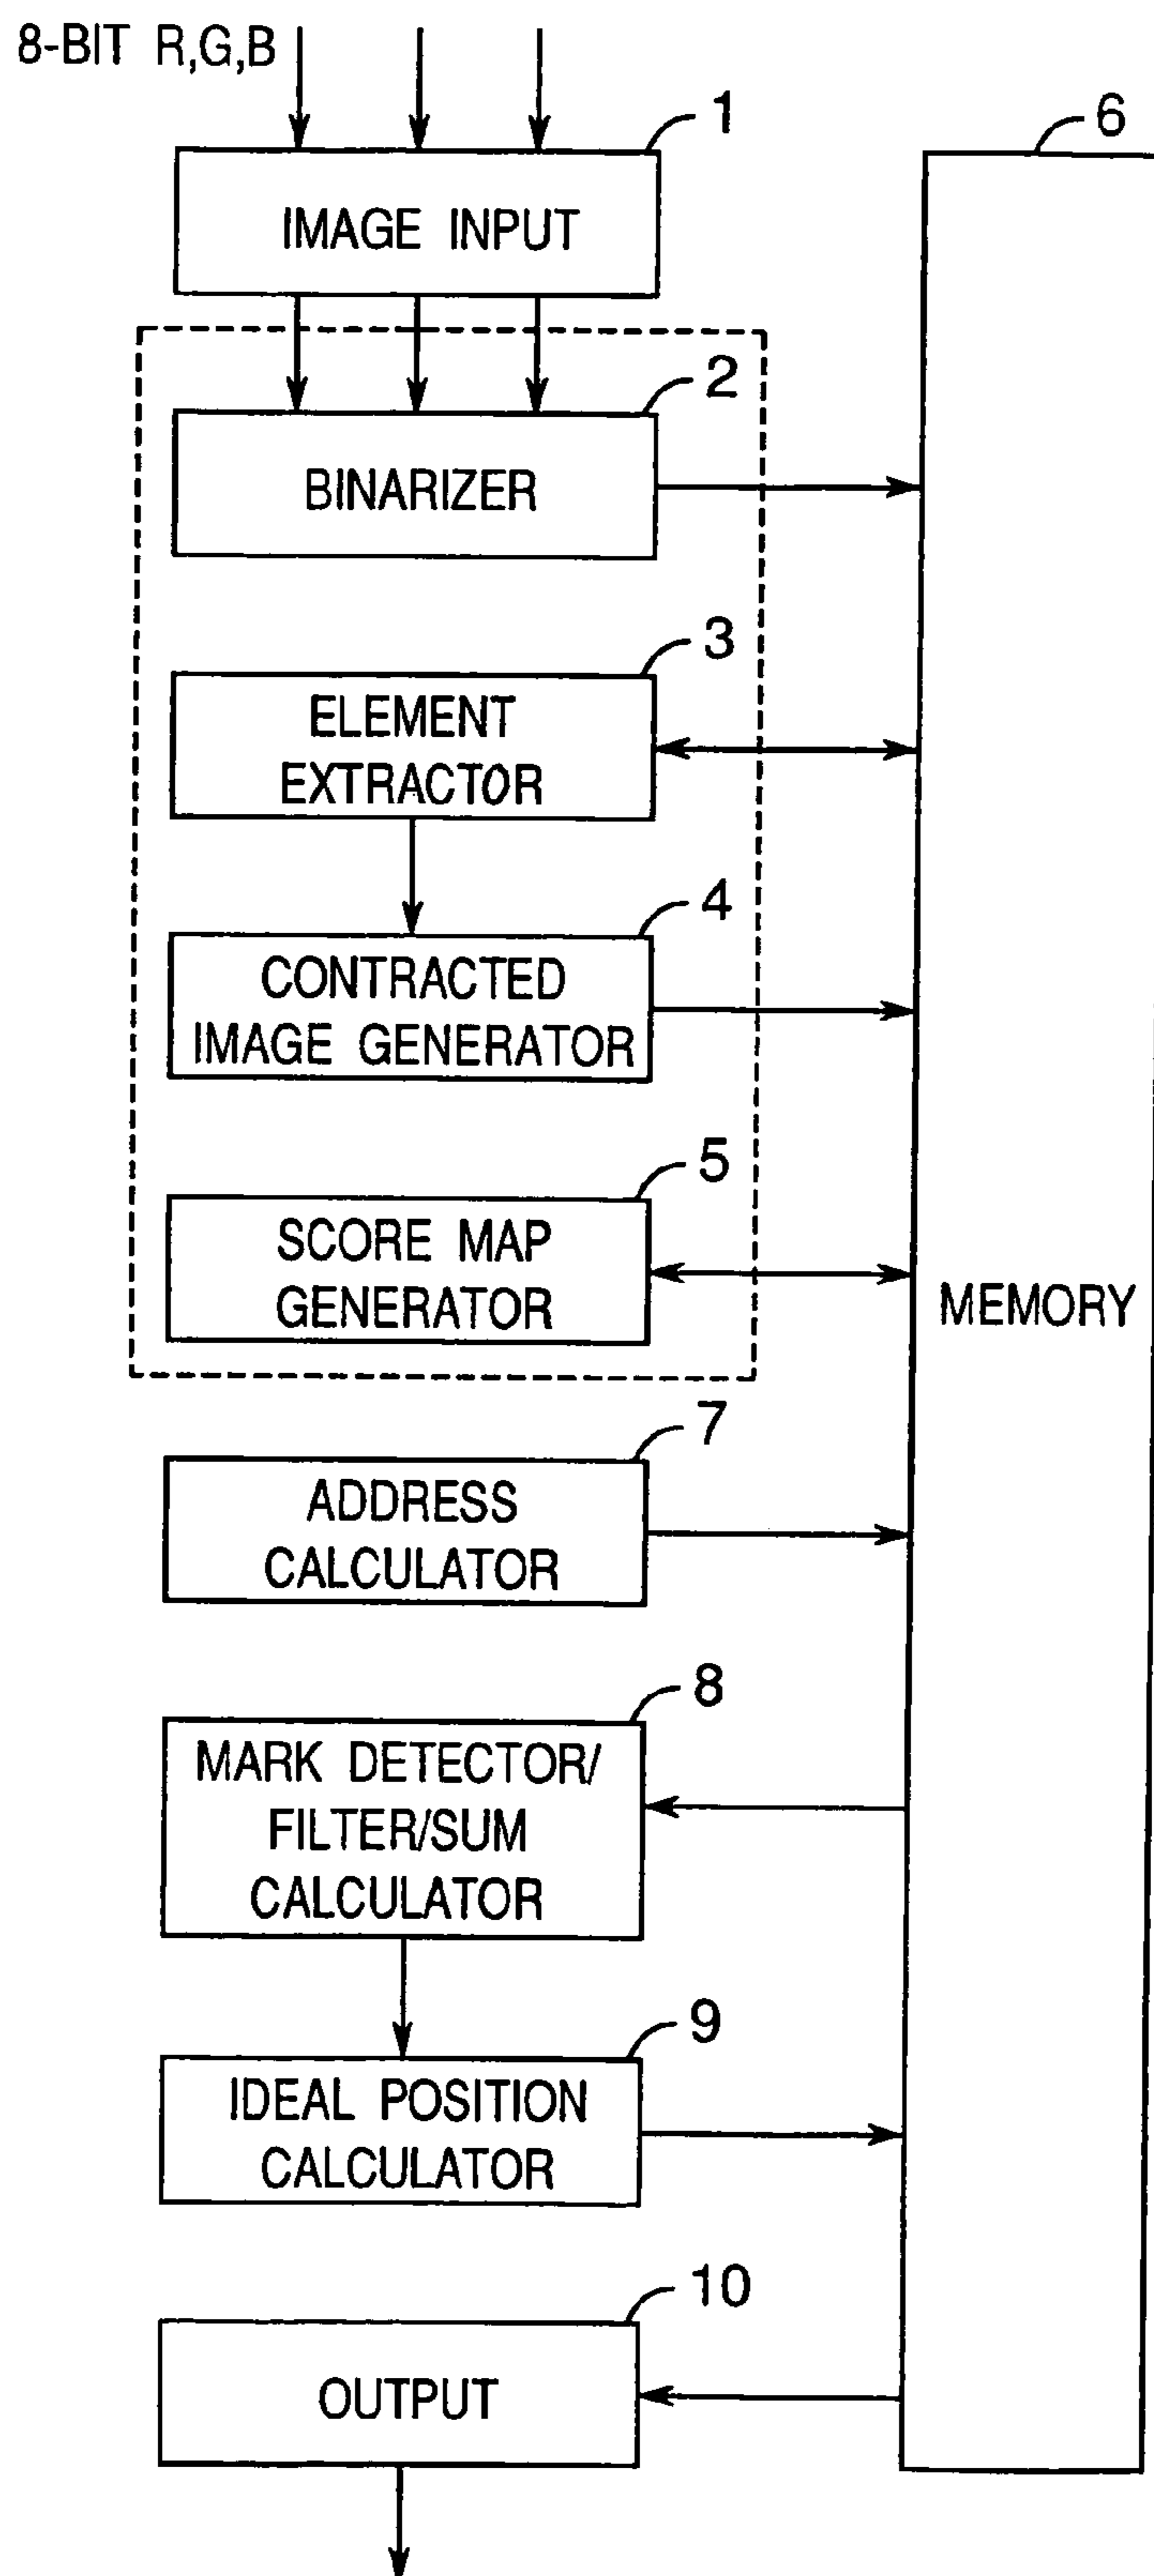 8-BIT R,G,B
1
6
IMAGE INPUT
2
BINARIZER
3
ELEMENT
EXTRACTOR
4
CONTRACTED
IMAGE GENERATOR
5
SCORE MAP
GENERATOR
MEMORY
7
ADDRESS
CALCULATOR
8
MARK DETECTOR/
FILTER/SUM
CALCULATOR
9
IDEAL POSITION
CALCULATOR
10
OUTPUT